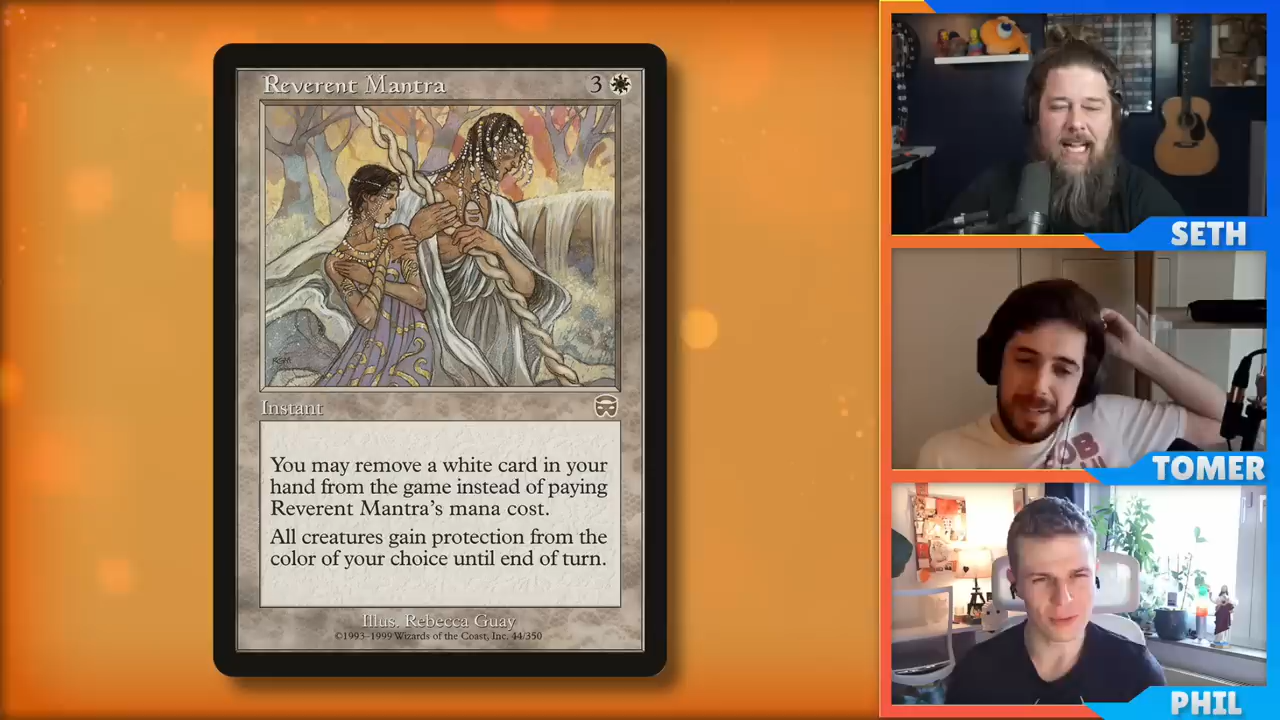 Reverent Mantra 3
Instant
You may remove a white card in your
hand from the game instead of paying
Reverent Mantra's mana cost.
All creatures gain protection from the
color of your choice until end of turn.
Illus. Rebecca Guay
©1993–1999 Wizards of the Coast, Inc. 44/350
SETH
TOMER
PHIL